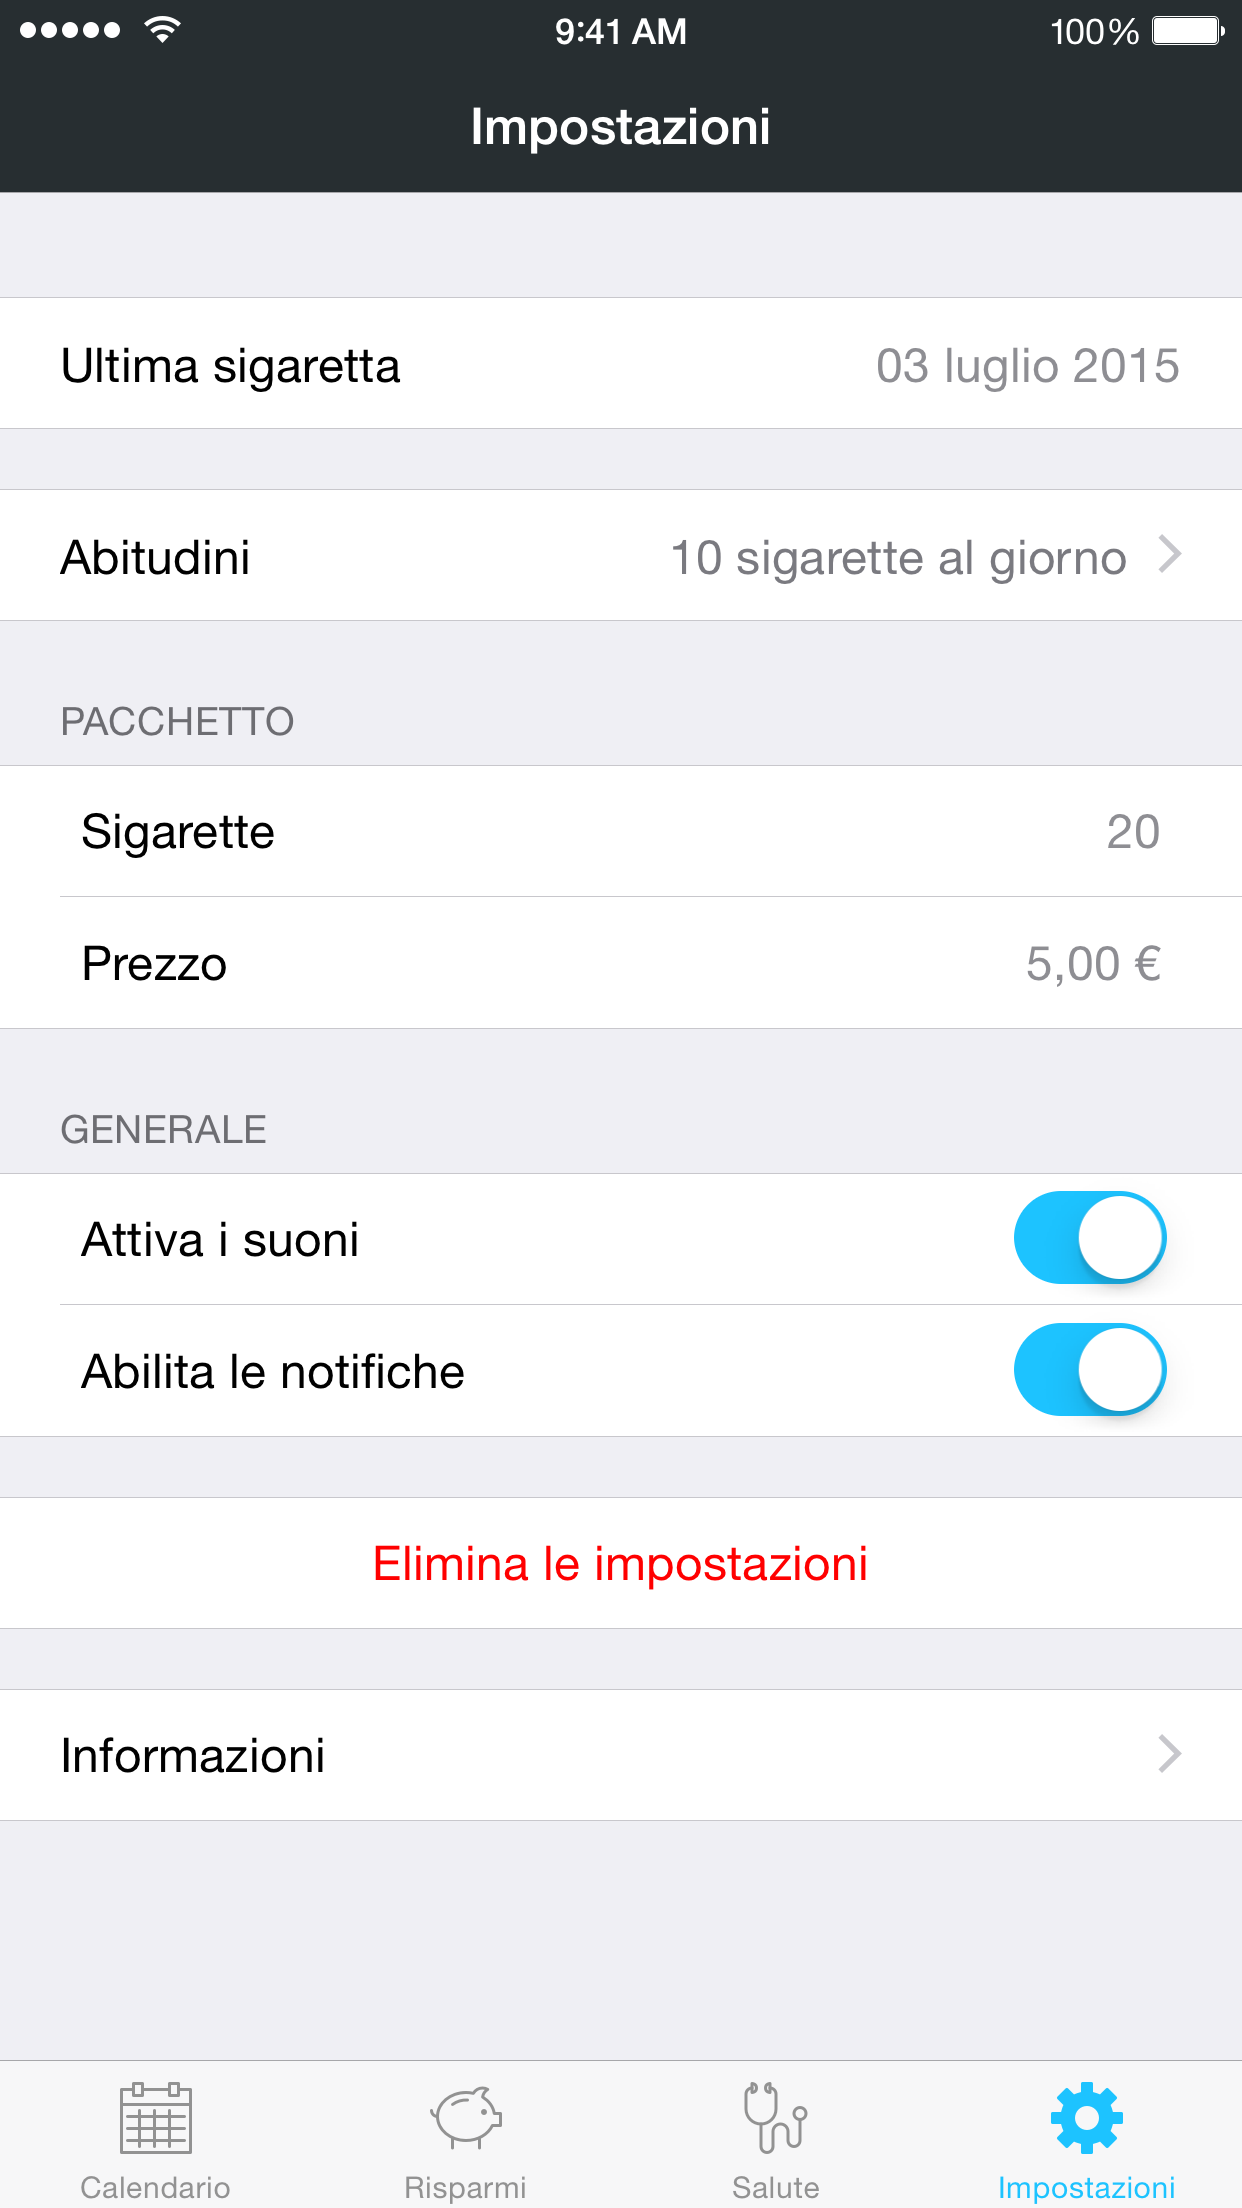 9:41 AM
100%
Impostazioni
Ultima sigaretta
03 luglio 2015
Abitudini
10 sigarette al giorno
PACCHETTO
Sigarette
20
Prezzo
5,00 €
GENERALE
Attiva i suoni
Abilita le notifiche
Elimina le impostazioni
Informazioni
Calendario
Risparmi
Salute
Impostazioni